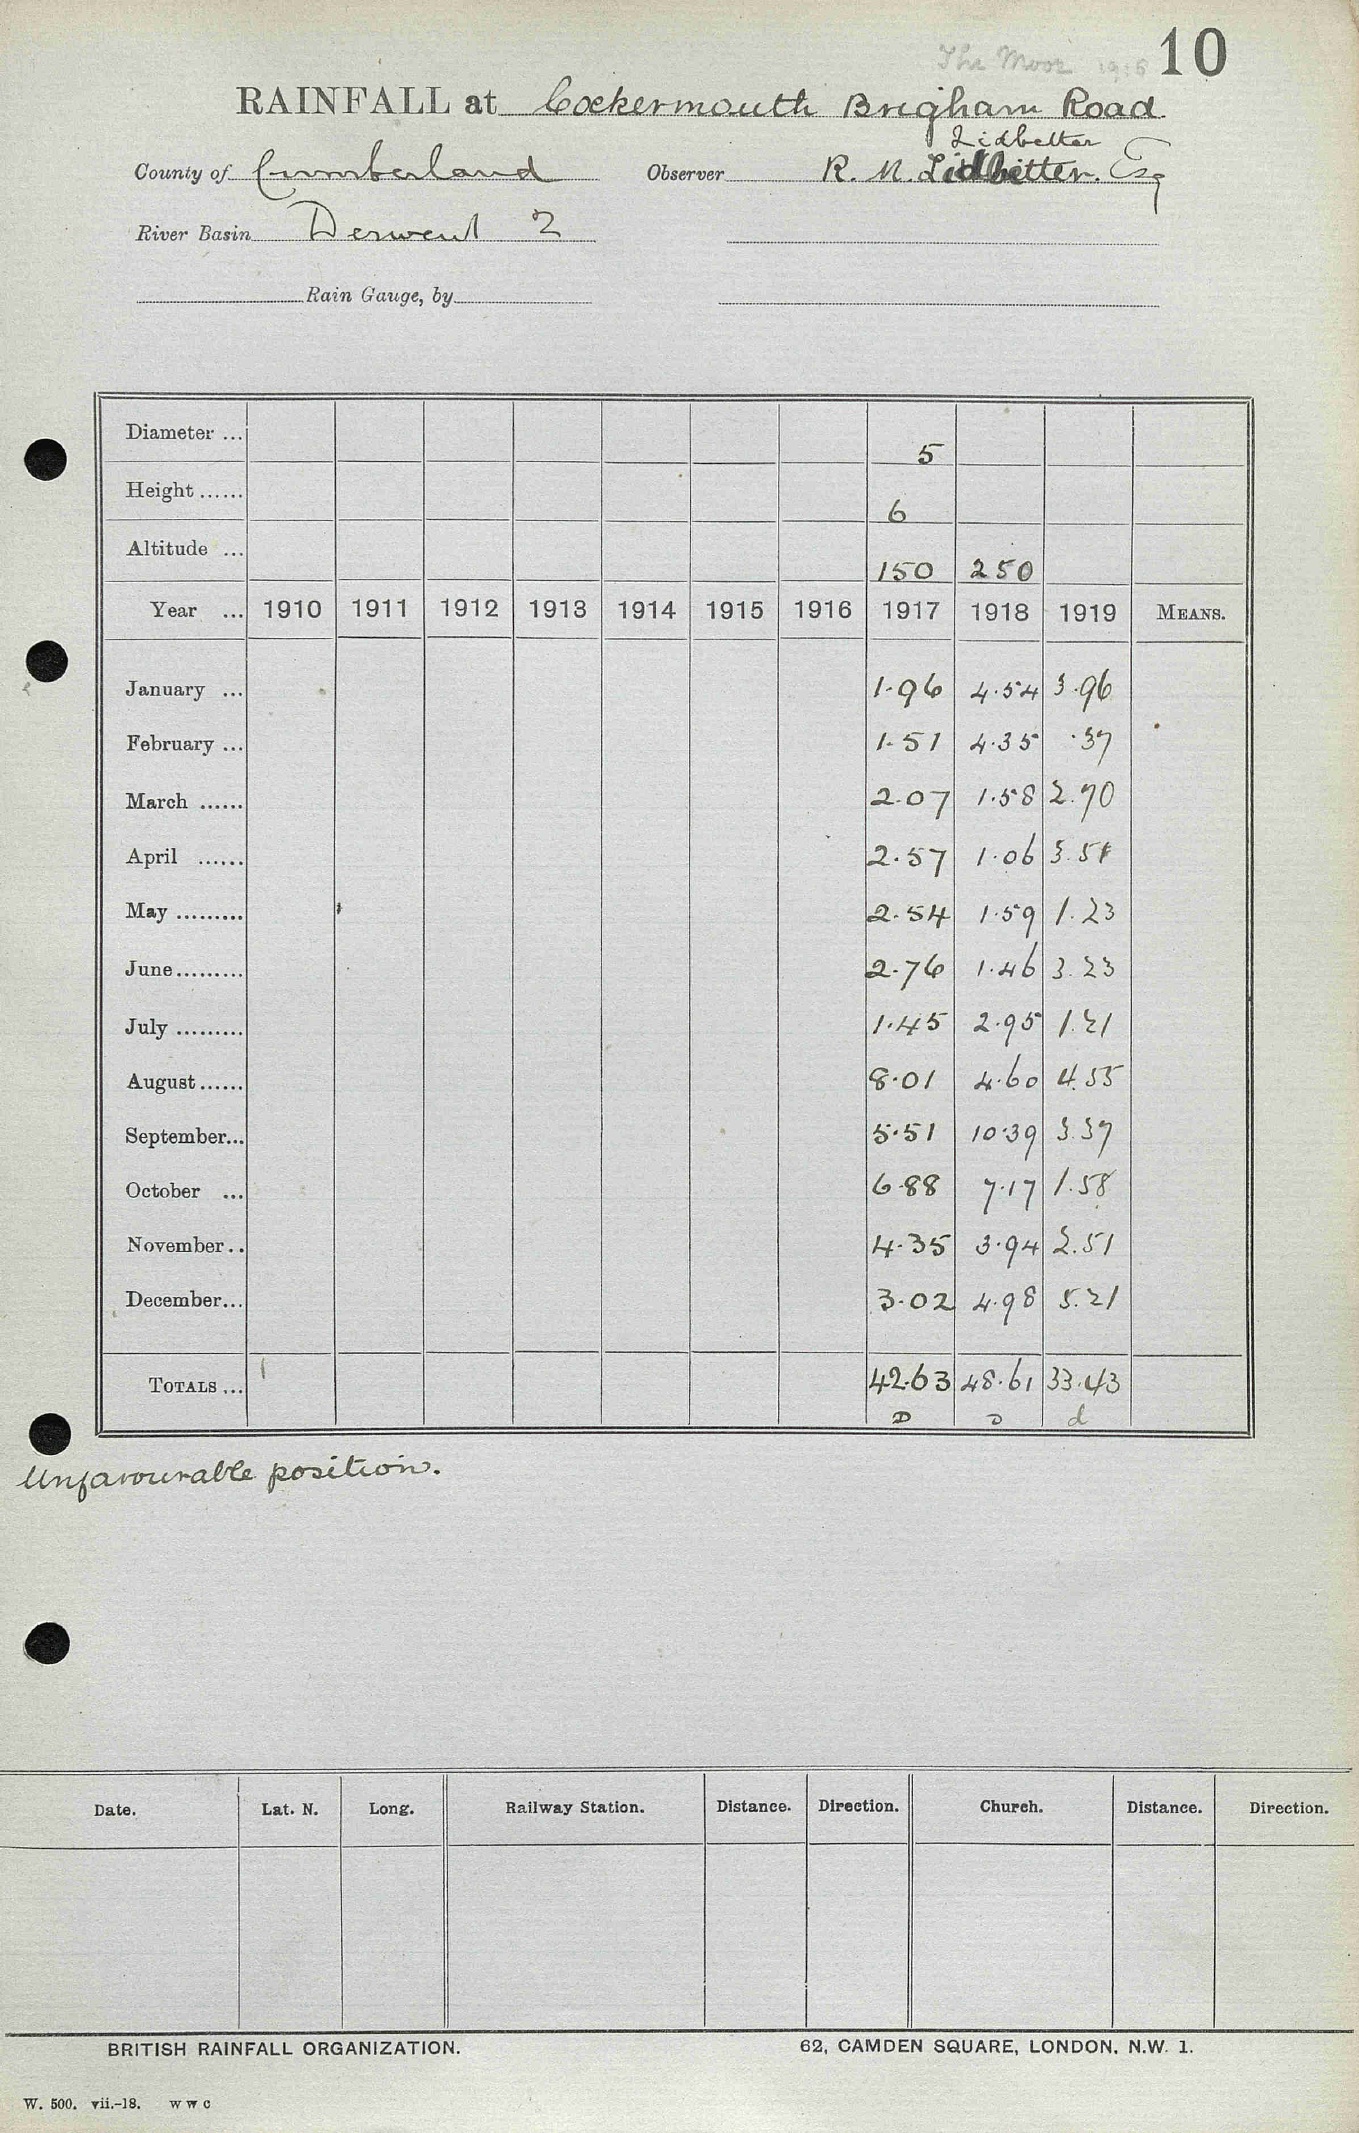 The Moor 10
RAINFALL at Cockermouth Brigham Road
Lidbetter
County of Cumberland Observer R. M. Lidbetter. Esq
River Basin Derwent 2
Rain Gauge, by
Diameter ... 5
Height ...... 6
Altitude ... 150 250
Year ... 1910 1911 1912 1913 1914 1915 1916 1917 1918 1919 MEANS.
January ... 1.96 4.54 3.96
February ... 1.51 4.35 .37
March ...... 2.07 1.58 2.70
April ...... 2.57 1.06 3.51
May ......... 2.54 1.59 1.23
June ......... 2.76 1.46 3.23
July ......... 1.45 2.95 1.21
August ...... 8.01 4.60 4.55
September... 5.51 10.39 3.37
October ... 6.88 7.17 1.58
November .. 4.35 3.94 2.51
December... 3.02 4.98 5.21
TOTALS ... 42.63 48.61 33.43
D D d
Unfavourable position.
Date. Lat. N. Long. Railway Station. Distance. Direction. Church. Distance. Direction.
BRITISH RAINFALL ORGANIZATION. 62, CAMDEN SQUARE, LONDON, N.W. 1.
W. 500. vii.-18. W W C